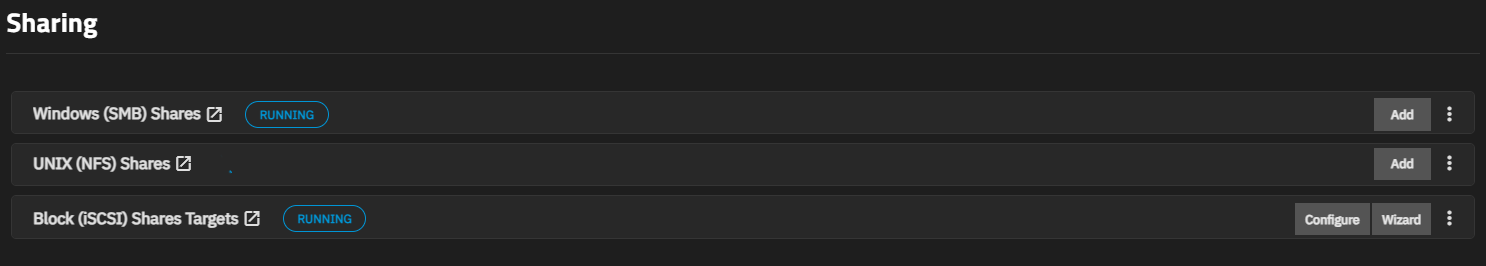 Sharing
Windows (SMB) Shares RUNNING Add
UNIX (NFS) Shares Add
Block (iSCSI) Shares Targets RUNNING Configure Wizard